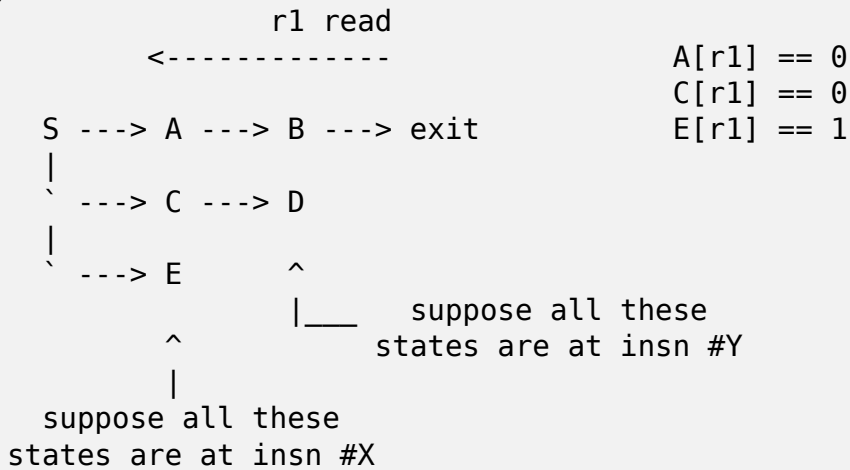 r1 read
            <-------------                       A[r1] == 0
                                                       C[r1] == 0
   S ---> A ---> B ---> exit                E[r1] == 1
   |
   ` ---> C ---> D
   |
   ` ---> E         ^
                       |___    suppose all these
             ^                states are at insn #Y
             |
   suppose all these
states are at insn #X